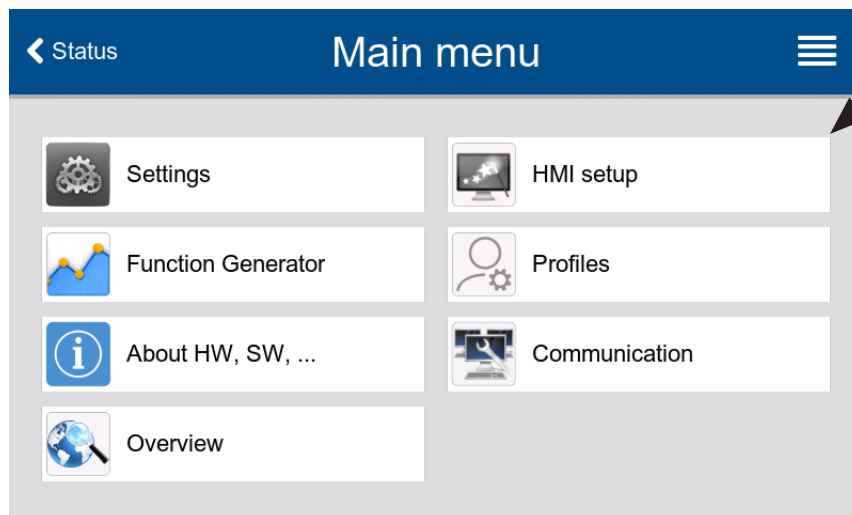 Status
Main menu
Settings
HMI setup
Function Generator
Profiles
About HW, SW, ...
Communication
Overview